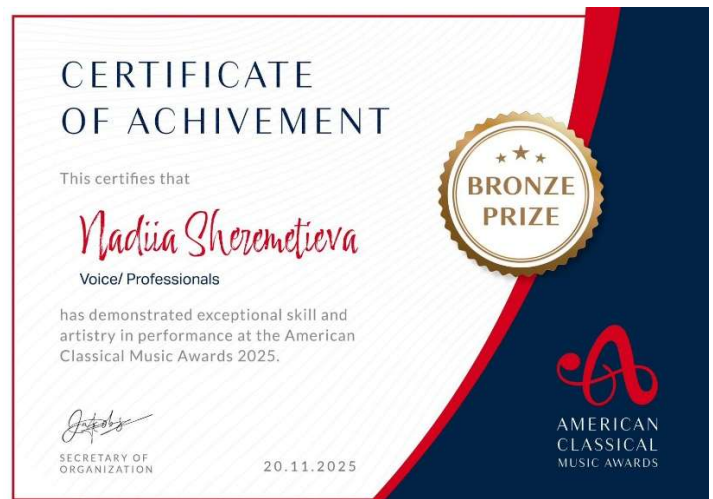 CERTIFICATE
OF ACHIVEMENT
This certifies that
Nadiia Sheremetieva
Voice/ Professionals
has demonstrated exceptional skill and
artistry in performance at the American
Classical Music Awards 2025.
SECRETARY OF
ORGANIZATION
20.11.2025
BRONZE
PRIZE
AMERICAN
CLASSICAL
MUSIC AWARDS